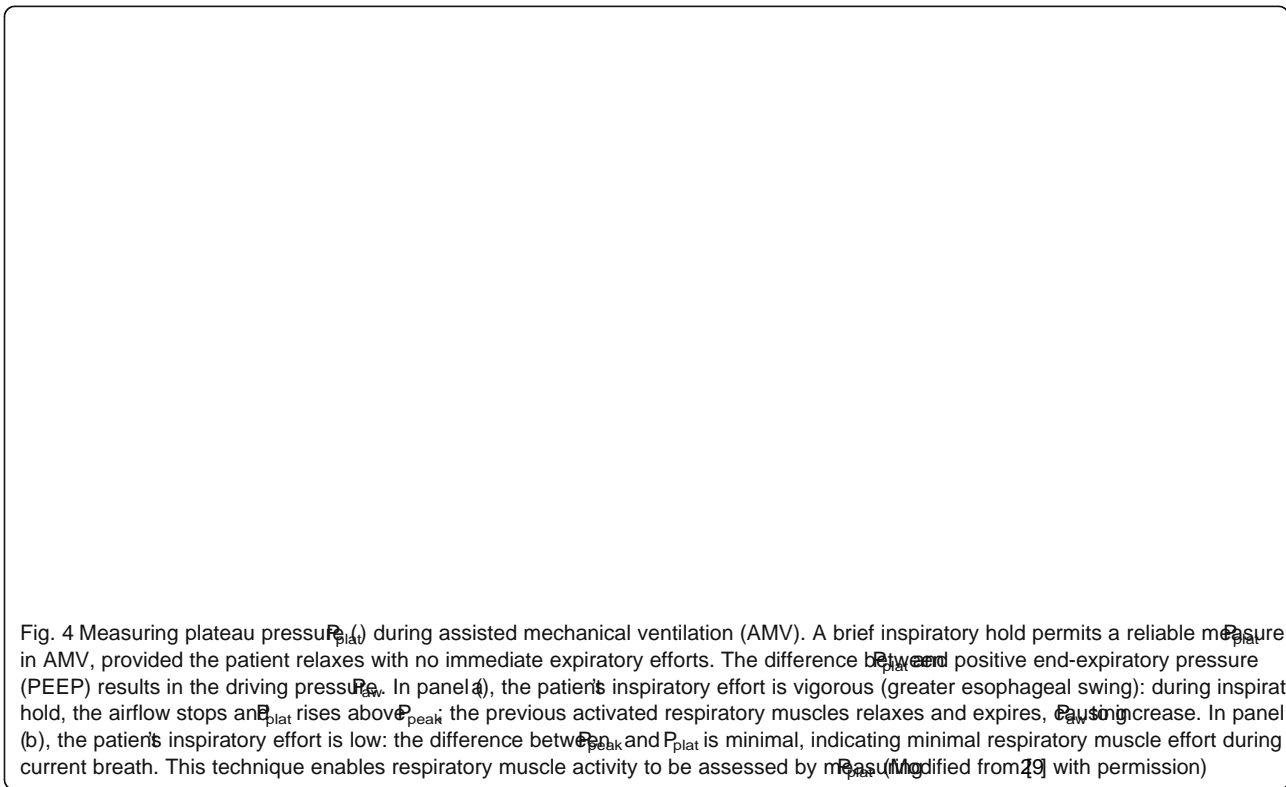 Fig. 4 Measuring plateau pressure (Pplat) during assisted mechanical ventilation (AMV). A brief inspiratory hold permits a reliable measure Pplat
in AMV, provided the patient relaxes with no immediate expiratory efforts. The difference between Pplat and positive end-expiratory pressure
(PEEP) results in the driving pressure Paw. In panel (a), the patient's inspiratory effort is vigorous (greater esophageal swing): during inspirat
hold, the airflow stops and Pplat rises above Ppeak; the previous activated respiratory muscles relaxes and expires, causing Paw to increase. In panel
(b), the patient's inspiratory effort is low: the difference between Ppeak and Pplat is minimal, indicating minimal respiratory muscle effort during
current breath. This technique enables respiratory muscle activity to be assessed by measuring Pplat (Modified from [29] with permission)